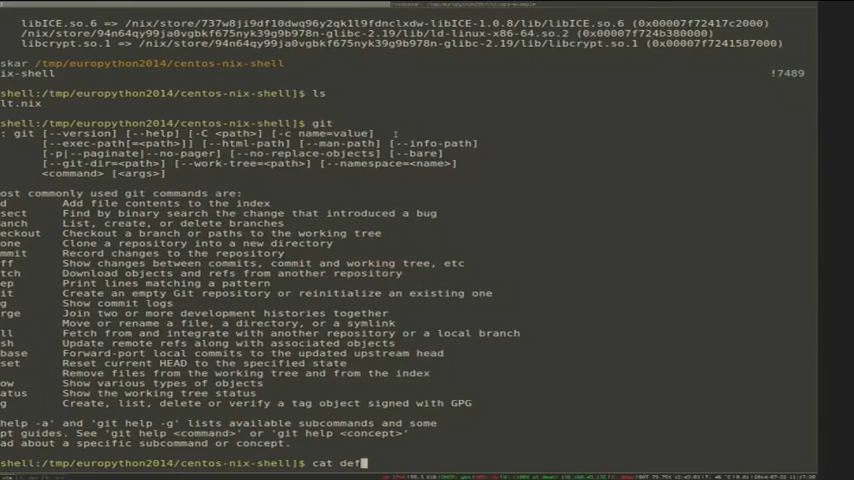 libICE.so.6 => /nix/store/737w8ji9df10dwq96y2qk1l9fdnclxdw-libICE-1.0.8/lib/libICE.so.6 (0x00007f72417c2000)
/nix/store/94n64qy99ja0vgbkf675nyk39g9b978n-glibc-2.19/lib/ld-linux-x86-64.so.2 (0x00007f724b380000)
libcrypt.so.1 => /nix/store/94n64qy99ja0vgbkf675nyk39g9b978n-glibc-2.19/lib/libcrypt.so.1 (0x00007f7241587000)
skar /tmp/europython2014/centos-nix-shell
ix-shell !7489
shell:/tmp/europython2014/centos-nix-shell]$ ls
lt.nix
shell:/tmp/europython2014/centos-nix-shell]$ git
: git [--version] [--help] [-C <path>] [-c name=value]
[--exec-path[=<path>]] [--html-path] [--man-path] [--info-path]
[-p|--paginate|--no-pager] [--no-replace-objects] [--bare]
[--git-dir=<path>] [--work-tree=<path>] [--namespace=<name>]
<command> [<args>]
ost commonly used git commands are:
d Add file contents to the index
sect Find by binary search the change that introduced a bug
anch List, create, or delete branches
eckout Checkout a branch or paths to the working tree
one Clone a repository into a new directory
mmit Record changes to the repository
ff Show changes between commits, commit and working tree, etc
tch Download objects and refs from another repository
ep Print lines matching a pattern
it Create an empty Git repository or reinitialize an existing one
g Show commit logs
rge Join two or more development histories together
Move or rename a file, a directory, or a symlink
ll Fetch from and integrate with another repository or a local branch
sh Update remote refs along with associated objects
base Forward-port local commits to the updated upstream head
set Reset current HEAD to the specified state
Remove files from the working tree and from the index
ow Show various types of objects
atus Show the working tree status
g Create, list, delete or verify a tag object signed with GPG
help -a' and 'git help -g' lists available subcommands and some
pt guides. See 'git help <command>' or 'git help <concept>'
ad about a specific subcommand or concept.
shell:/tmp/europython2014/centos-nix-shell]$ cat def